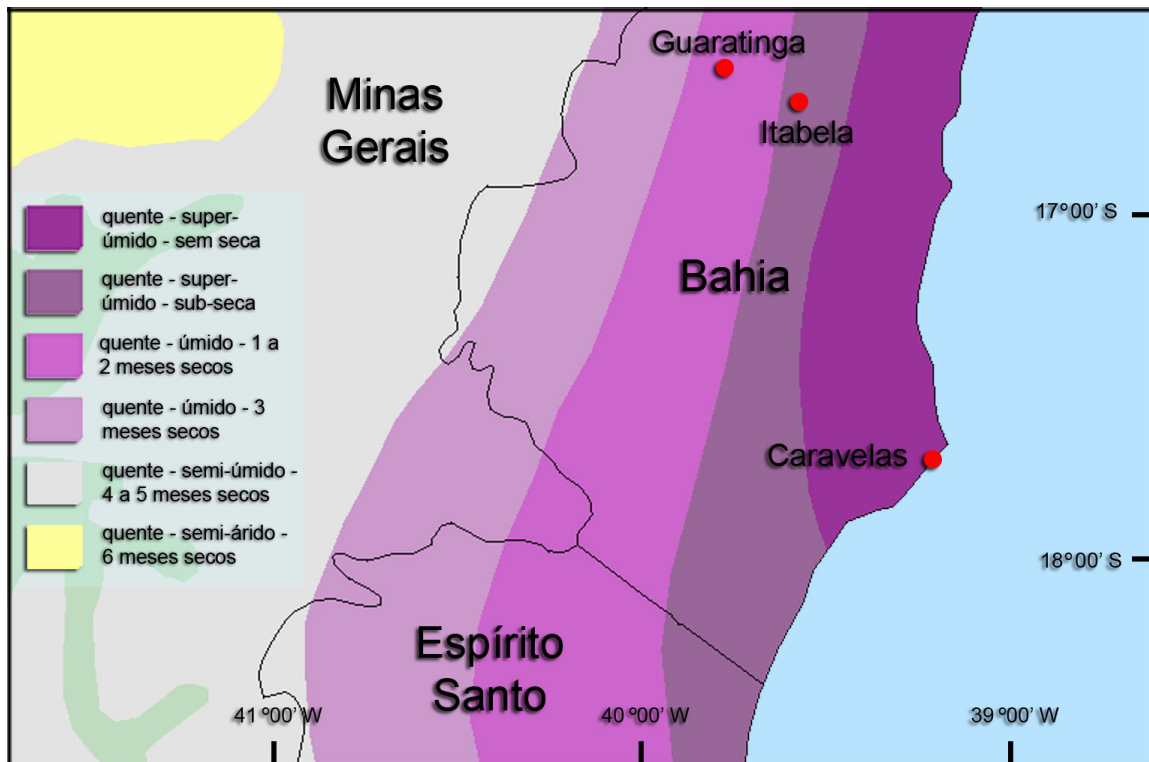 Guaratinga
Minas
Gerais
Itabela
17°00' S
quente - super-
úmido - sem seca
quente - super-
úmido - sub-seca
quente - úmido - 1 a
2 meses secos
quente - úmido - 3
meses secos
quente - semi-úmido -
4 a 5 meses secos
quente - semi-árido -
6 meses secos
Bahia
Caravelas
18°00' S
Espírito
Santo
41°00' W
40°00' W
39°00' W